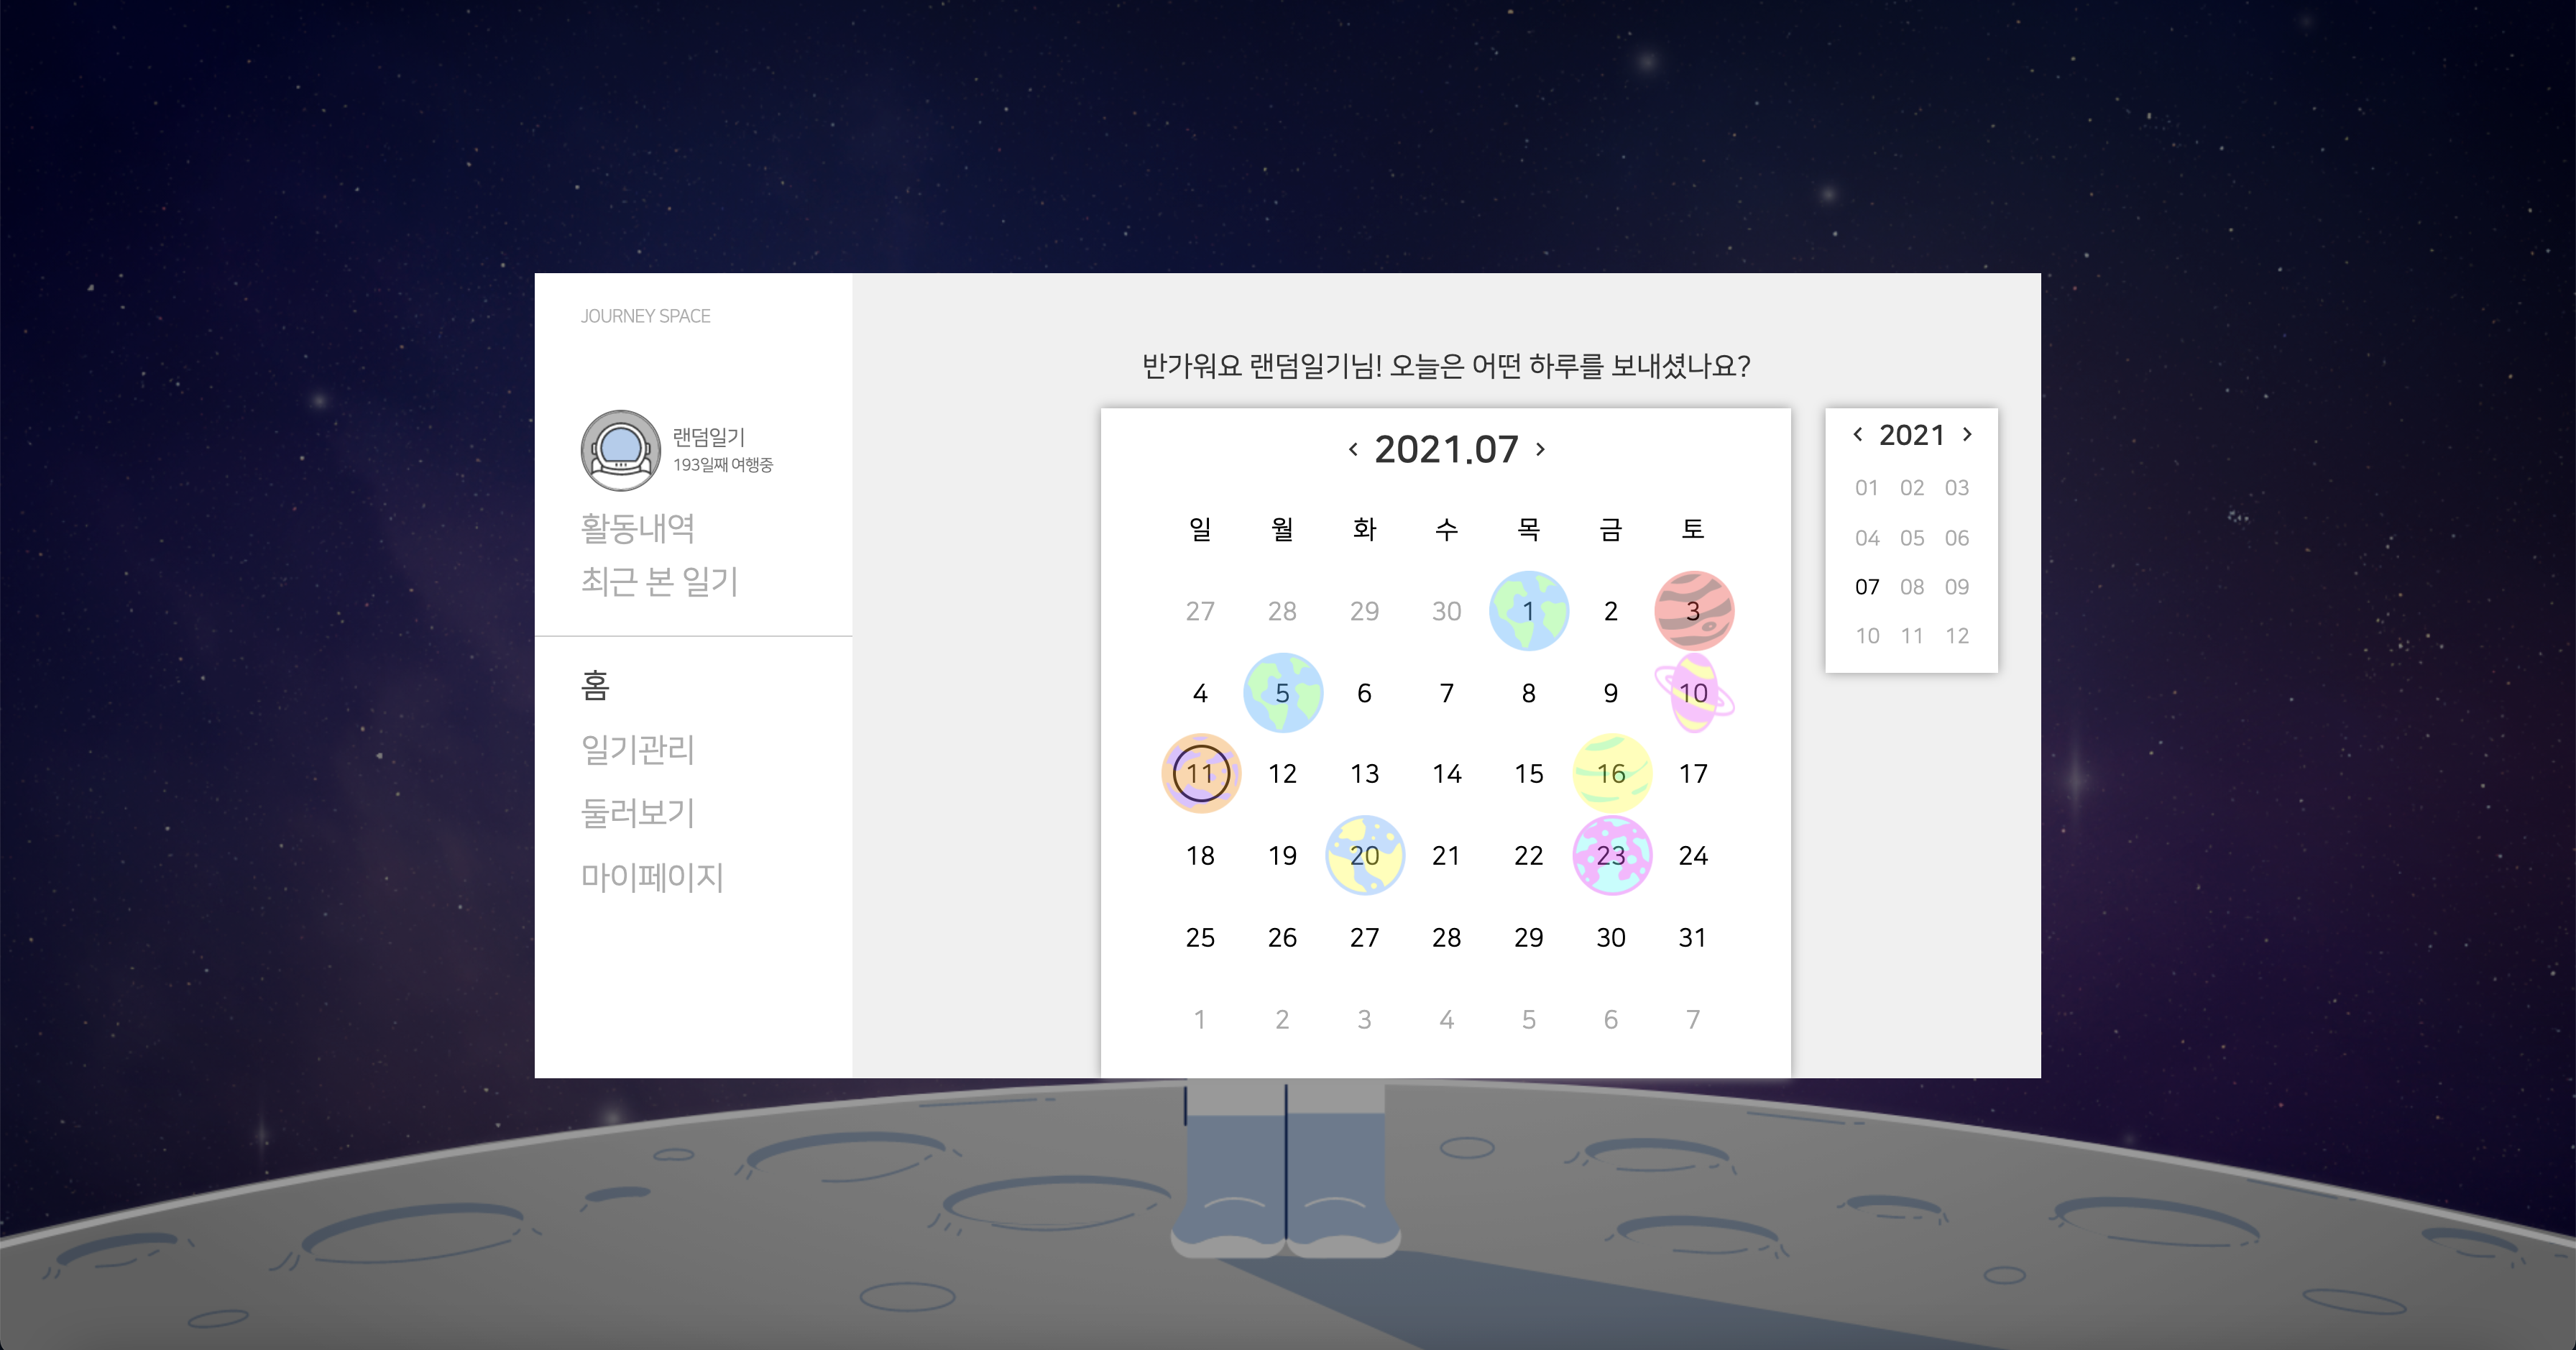 JOURNEY SPACE
랜덤일기
193일째 여행중
활동내역
최근 본 일기
홈
일기관리
둘러보기
마이페이지
반가워요 랜덤일기님! 오늘은 어떤 하루를 보내셨나요?
< 2021.07 >
일 월 화 수 목 금 토
27 28 29 30 1 2 3
4 5 6 7 8 9 10
11 12 13 14 15 16 17
18 19 20 21 22 23 24
25 26 27 28 29 30 31
1 2 3 4 5 6 7
< 2021 >
01 02 03
04 05 06
07 08 09
10 11 12